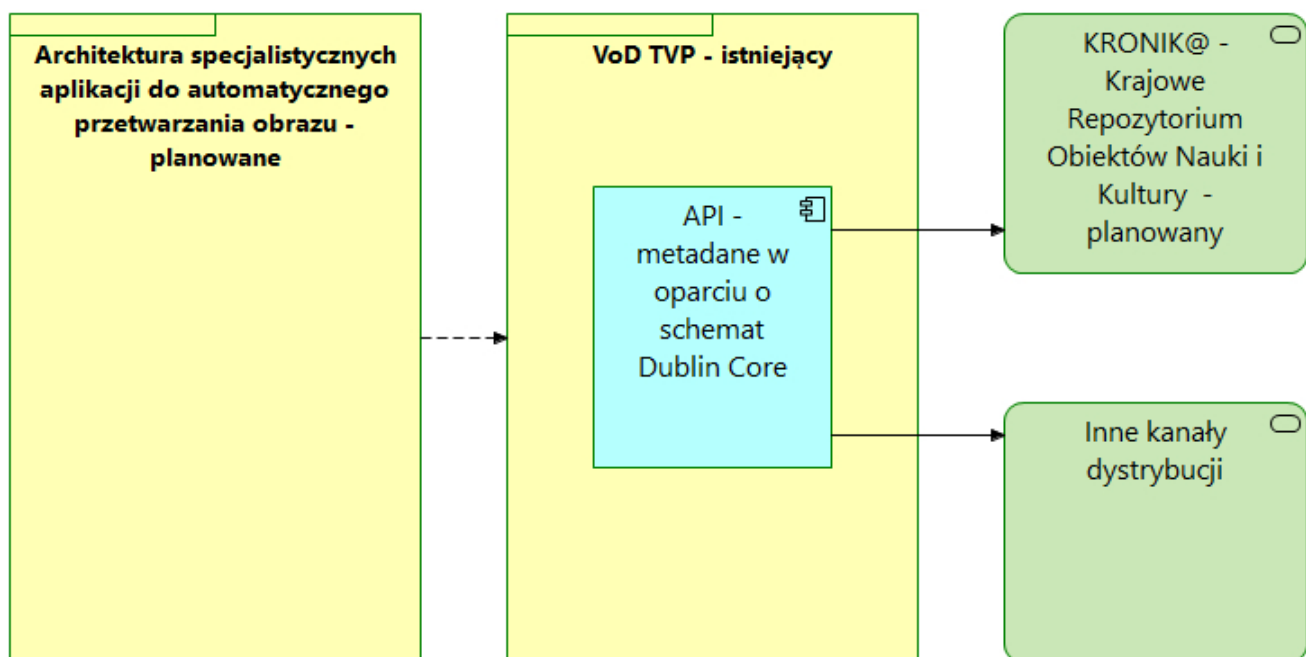 Architektura specjalistycznych
aplikacji do automatycznego
przetwarzania obrazu -
planowane
VoD TVP - istniejący
API -
metadane w
oparciu o
schemat
Dublin Core
KRONIK@ -
Krajowe
Repozytorium
Obiektów Nauki i
Kultury  -
planowany
Inne kanały
dystrybucji